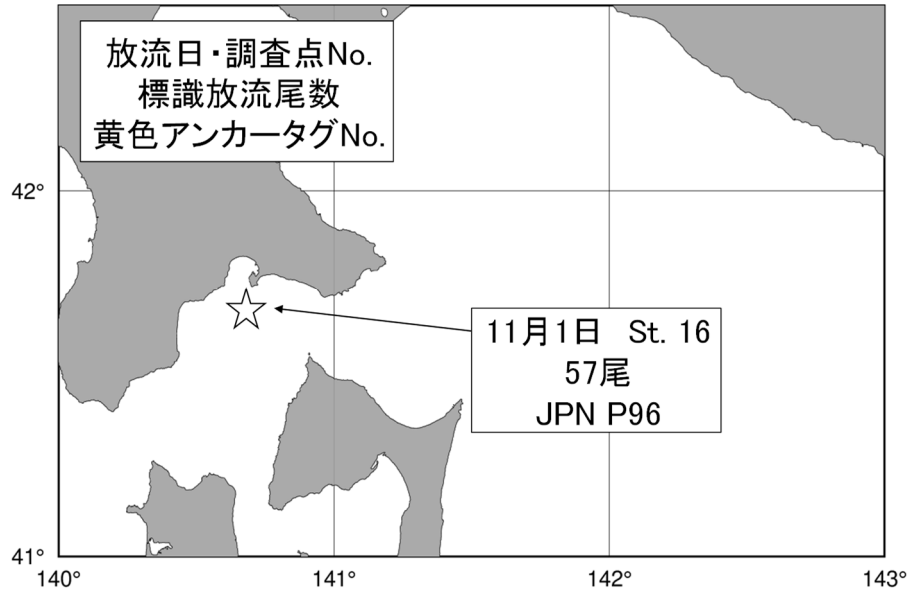 放流日・調査点No.
標識放流尾数
黄色アンカータグNo.
42°
11月1日　St. 16
57尾
JPN P96
41°
140°
141°
142°
143°